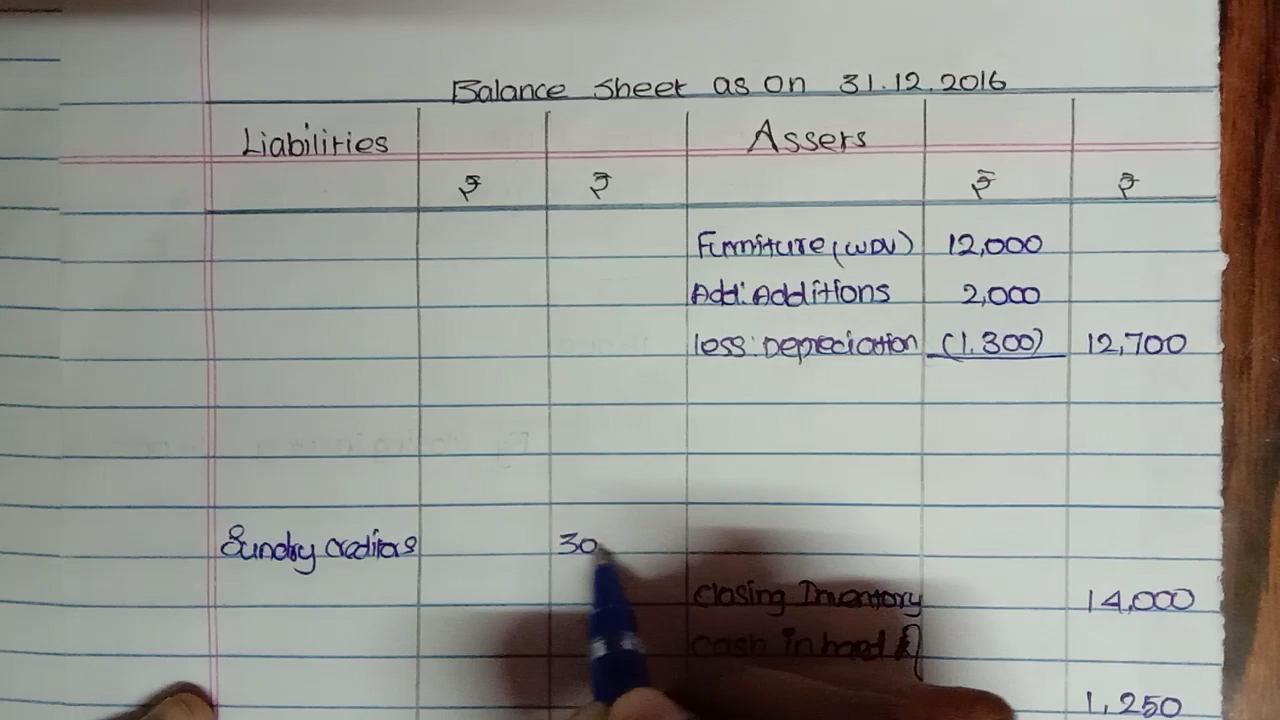 Balance Sheet as on 31.12.2016
Liabilities Assets
₹ ₹ ₹ ₹
Furniture (WDV) 12,000
Add: Additions 2,000
less: Depreciation (1,300) 12,700
Sundry creditors 30
Closing Inventory 14,000
Cash in hand &
1,250